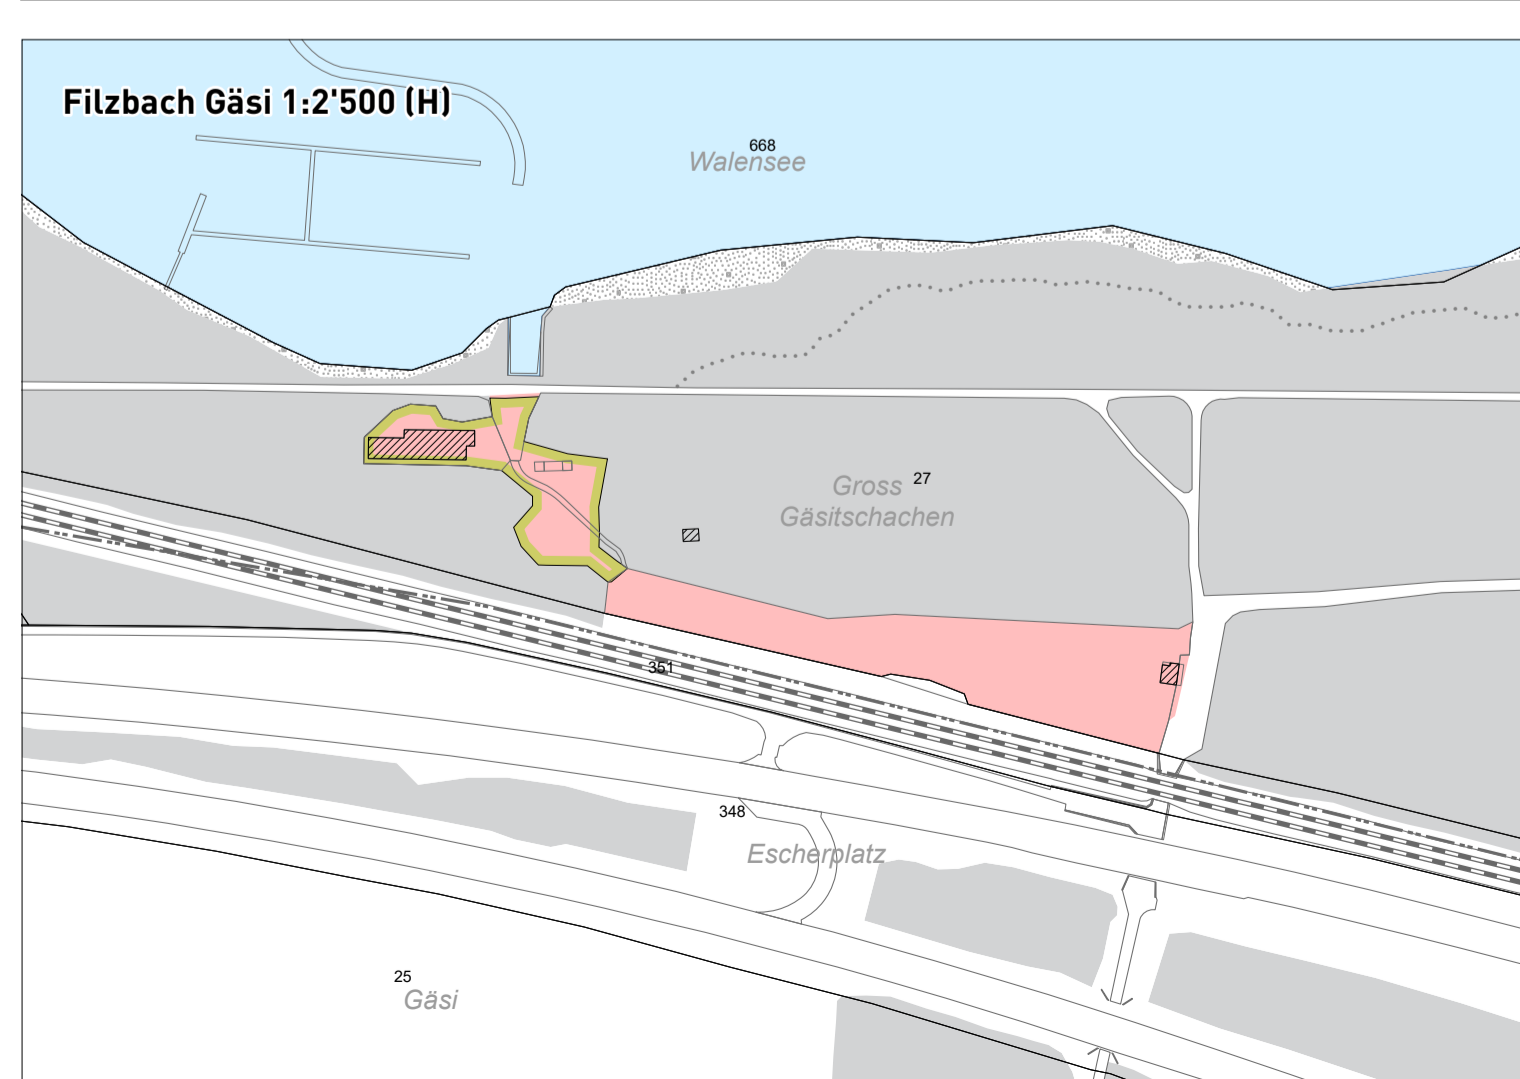 Filzbach Gäsi 1:2'500 (H)
668
Walensee
27
Gross
Gäsitschachen
351
348
Escherplatz
25
Gäsi